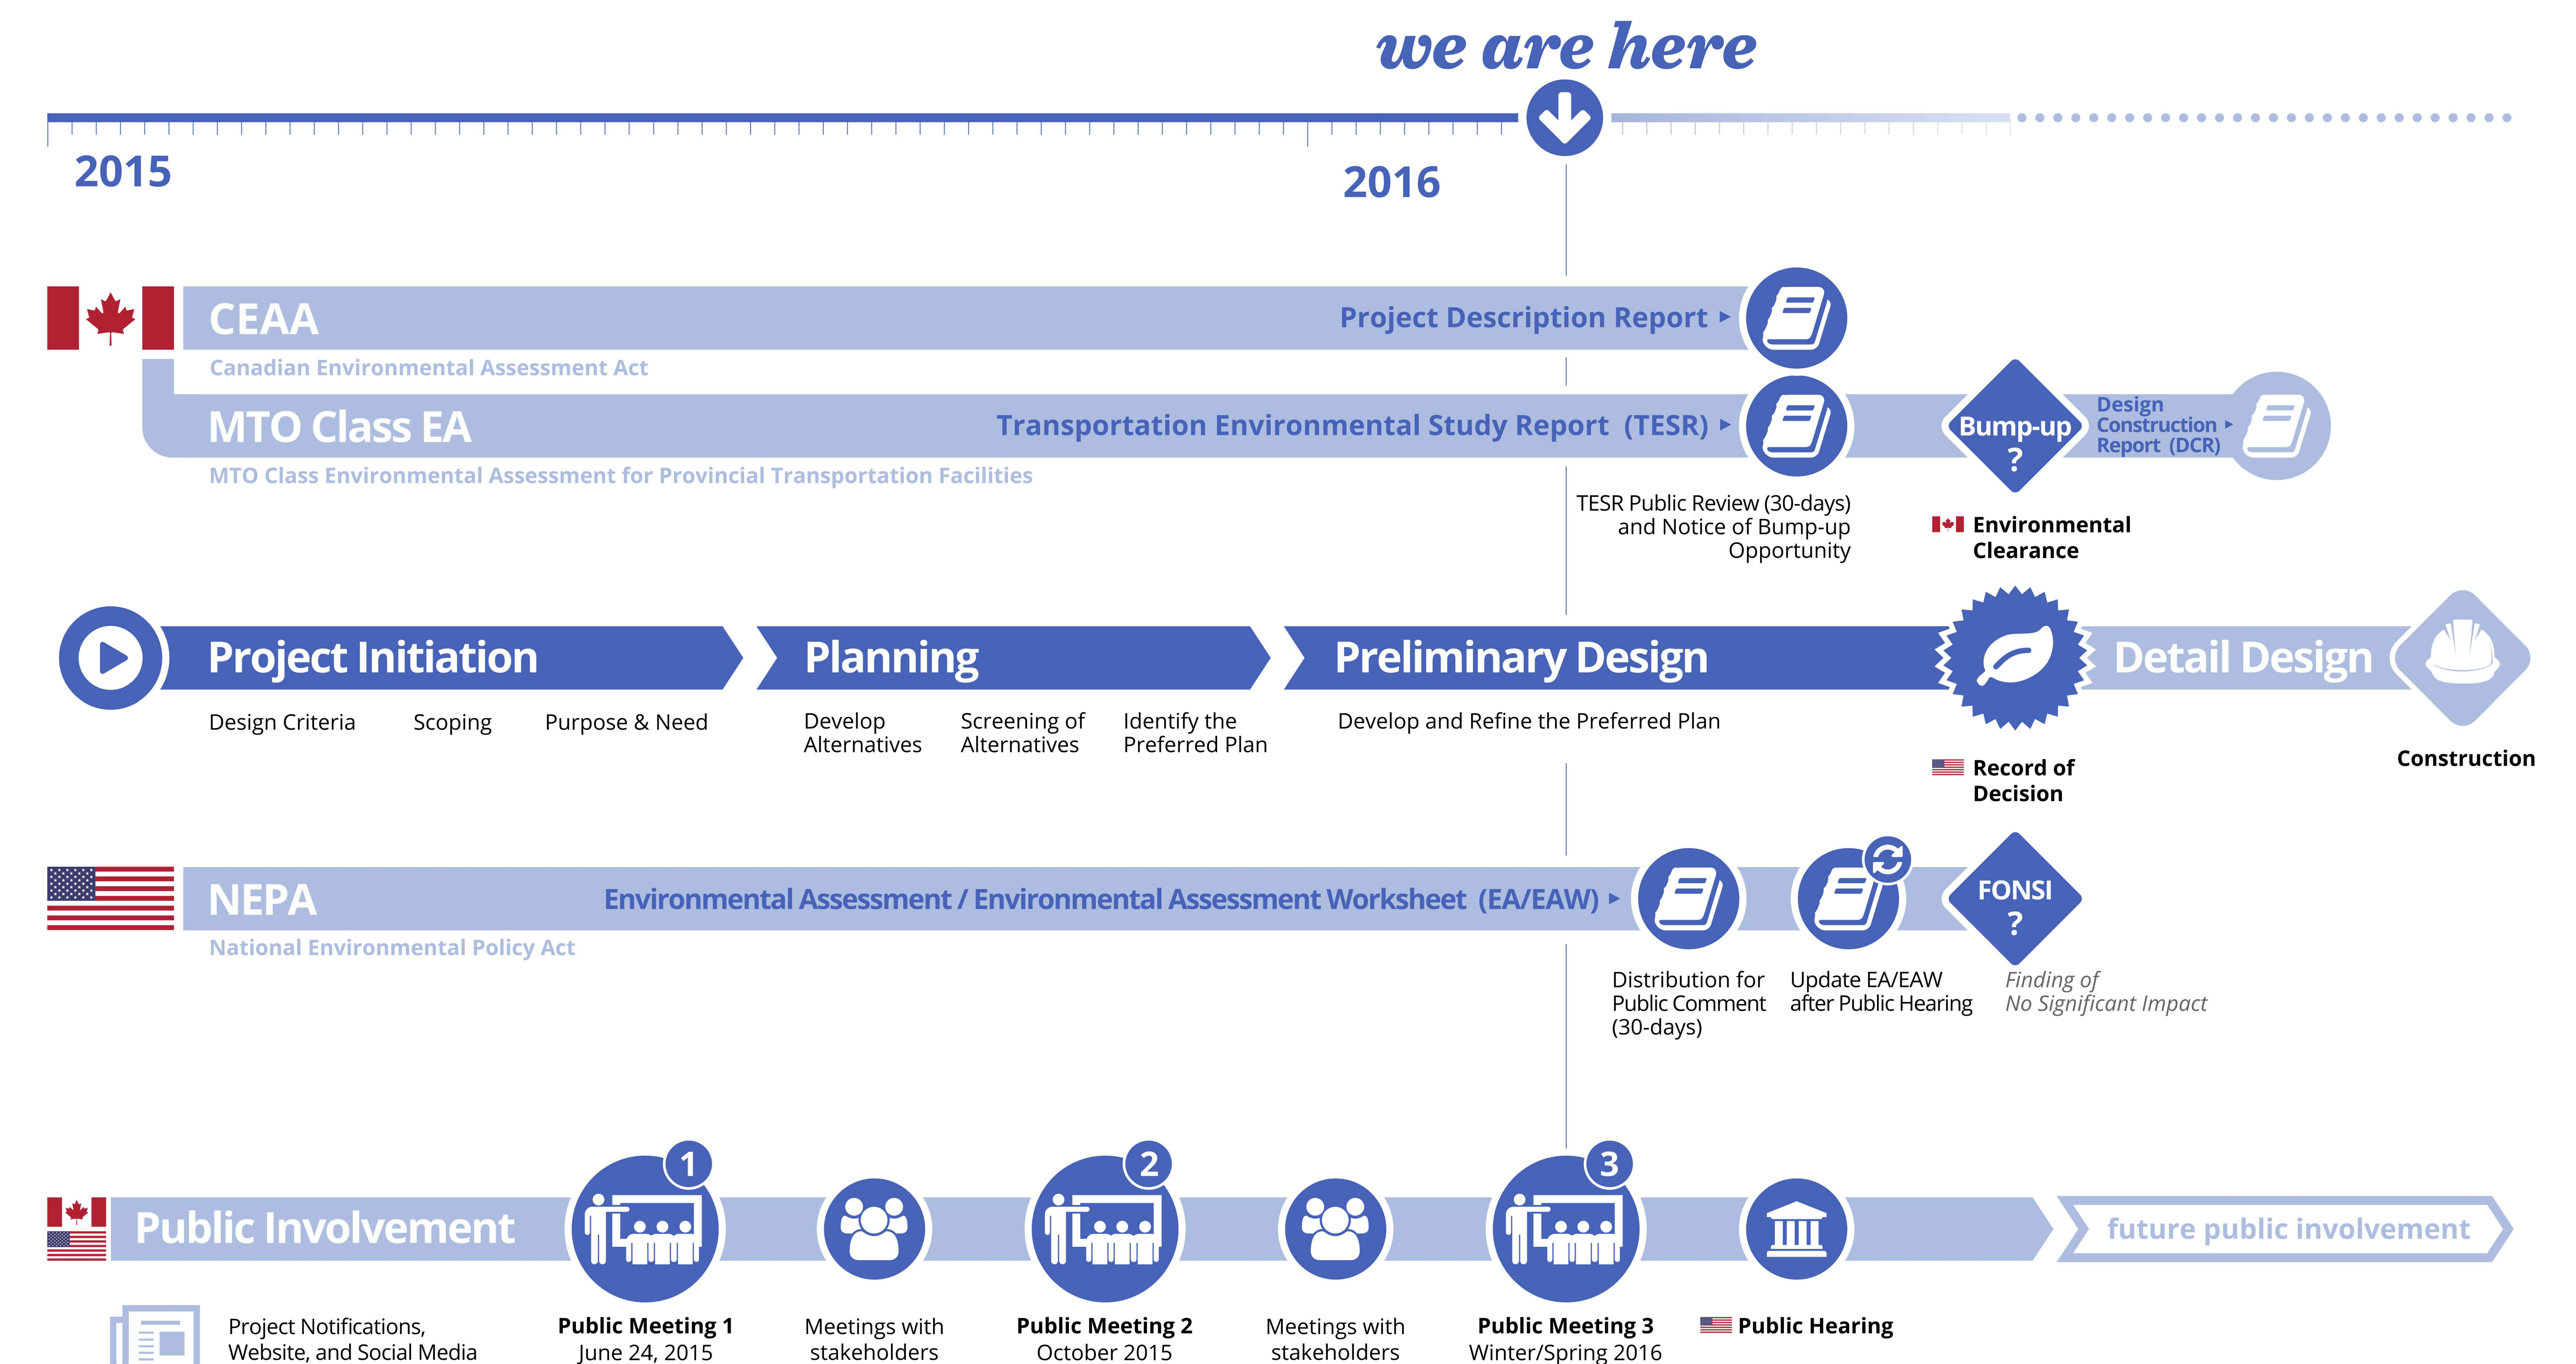 we are here
2015
2016
CEAA
Project Description Report
Canadian Environmental Assessment Act
MTO Class EA
Transportation Environmental Study Report (TESR)
Bump-up
?
Design
Construction
Report (DCR)
MTO Class Environmental Assessment for Provincial Transportation Facilities
TESR Public Review (30-days)
and Notice of Bump-up
Opportunity
Environmental
Clearance
Project Initiation
Planning
Preliminary Design
Detail Design
Design Criteria
Scoping
Purpose & Need
Develop
Alternatives
Screening of
Alternatives
Identify the
Preferred Plan
Develop and Refine the Preferred Plan
Record of
Decision
Construction
NEPA
Environmental Assessment / Environmental Assessment Worksheet (EA/EAW)
FONSI
?
National Environmental Policy Act
Distribution for
Public Comment
(30-days)
Update EA/EAW
after Public Hearing
Finding of
No Significant Impact
Public Involvement
1
2
3
future public involvement
Project Notifications,
Website, and Social Media
Public Meeting 1
June 24, 2015
Meetings with
stakeholders
Public Meeting 2
October 2015
Meetings with
stakeholders
Public Meeting 3
Winter/Spring 2016
Public Hearing